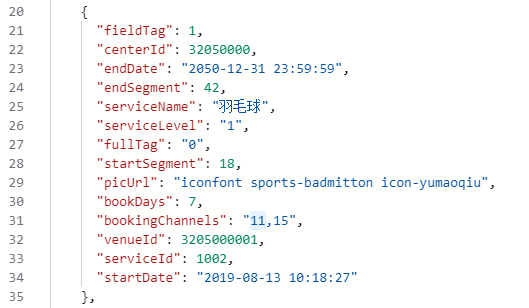 20 {
21 "fieldTag": 1,
22 "centerId": 32050000,
23 "endDate": "2050-12-31 23:59:59",
24 "endSegment": 42,
25 "serviceName": "羽毛球",
26 "serviceLevel": "1",
27 "fullTag": "0",
28 "startSegment": 18,
29 "picUrl": "iconfont sports-badmitton icon-yumaoqiu",
30 "bookDays": 7,
31 "bookingChannels": "11,15",
32 "venueId": 3205000001,
33 "serviceId": 1002,
34 "startDate": "2019-08-13 10:18:27"
35 },